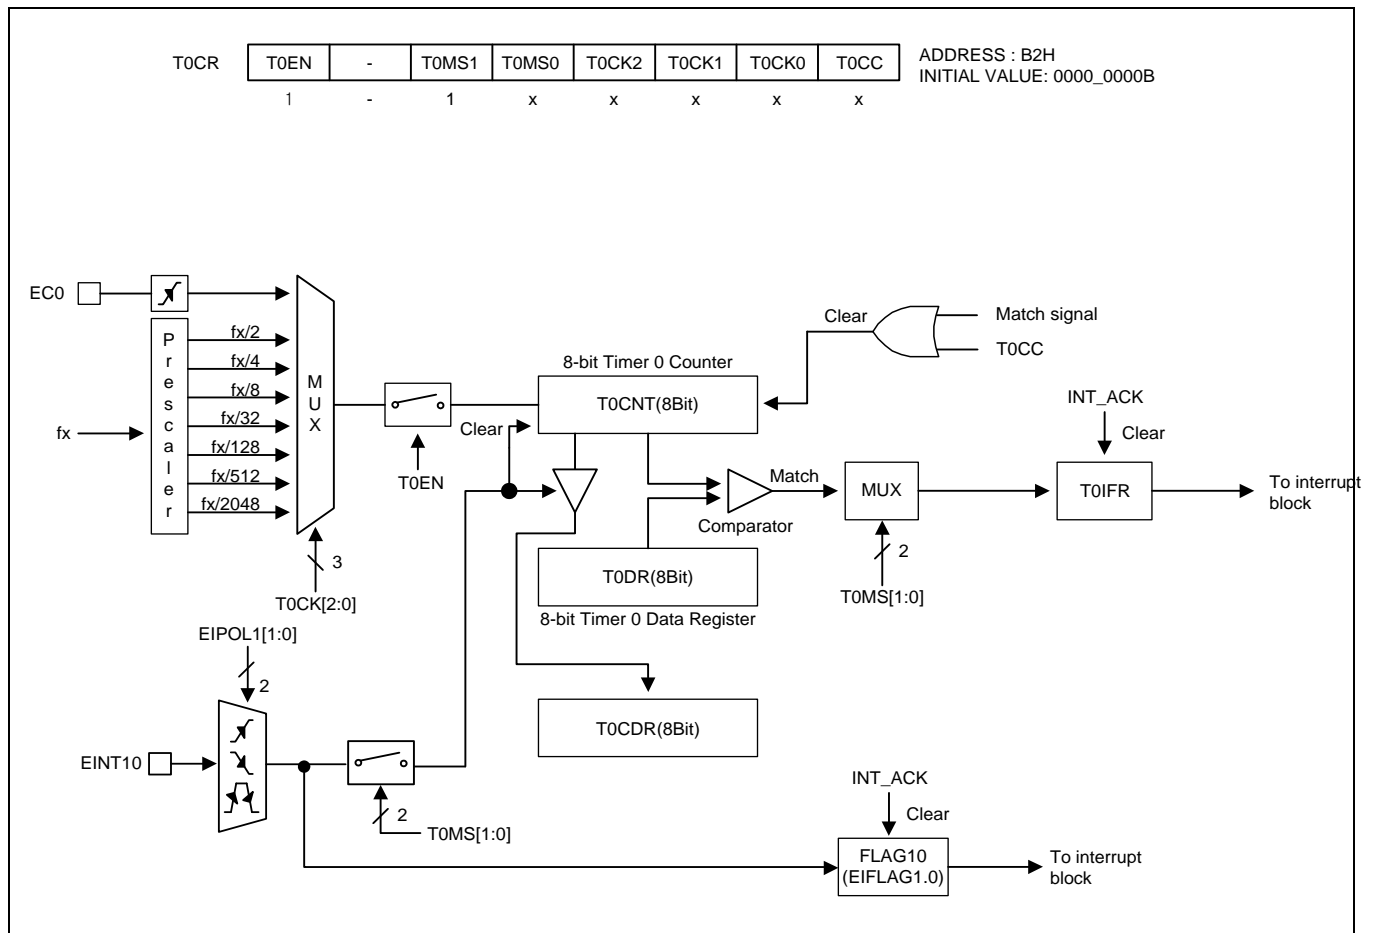 T0CR T0EN - T0MS1 T0MS0 T0CK2 T0CK1 T0CK0 T0CC
ADDRESS : B2H
INITIAL VALUE: 0000_0000B
1 - 1 x x x x x
EC0
Prescaler
fx
fx/2
fx/4
fx/8
fx/32
fx/128
fx/512
fx/2048
MUX
3
T0CK[2:0]
T0EN
Clear
8-bit Timer 0 Counter
T0CNT(8Bit)
Clear
Match signal
T0CC
Comparator
Match
MUX
2
T0MS[1:0]
INT_ACK
Clear
T0IFR
To interrupt
block
T0DR(8Bit)
8-bit Timer 0 Data Register
T0CDR(8Bit)
EIPOL1[1:0]
2
EINT10
2
T0MS[1:0]
INT_ACK
Clear
FLAG10
(EIFLAG1.0)
To interrupt
block